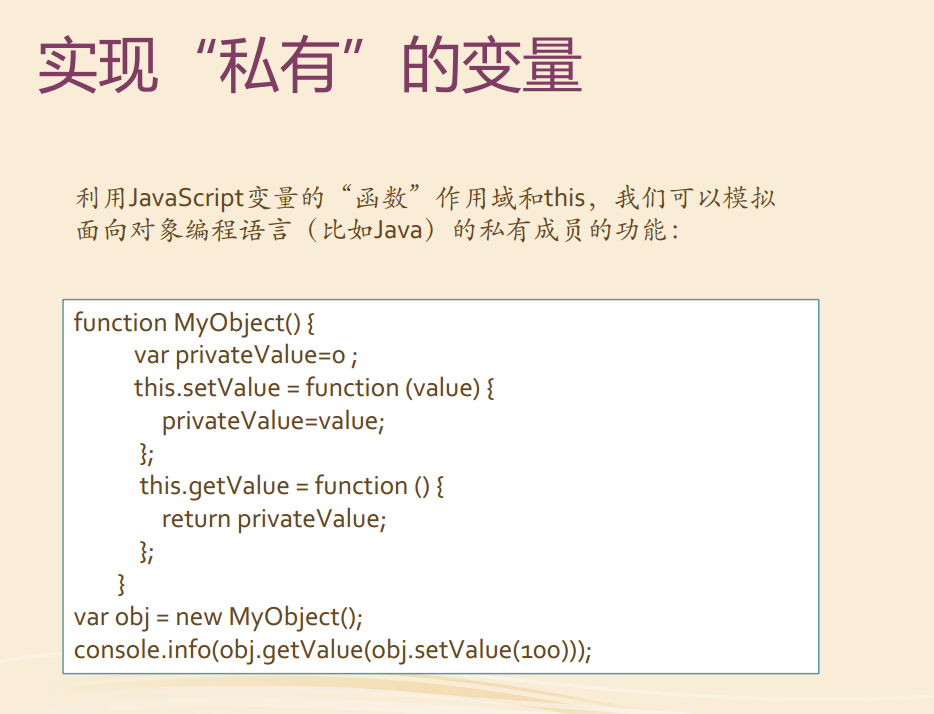 实现“私有”的变量
利用JavaScript变量的“函数”作用域和this，我们可以模拟
面向对象编程语言（比如Java）的私有成员的功能：
function MyObject() {
var privateValue=0 ;
this.setValue = function (value) {
privateValue=value;
};
this.getValue = function () {
return privateValue;
};
}
var obj = new MyObject();
console.info(obj.getValue(obj.setValue(100)));